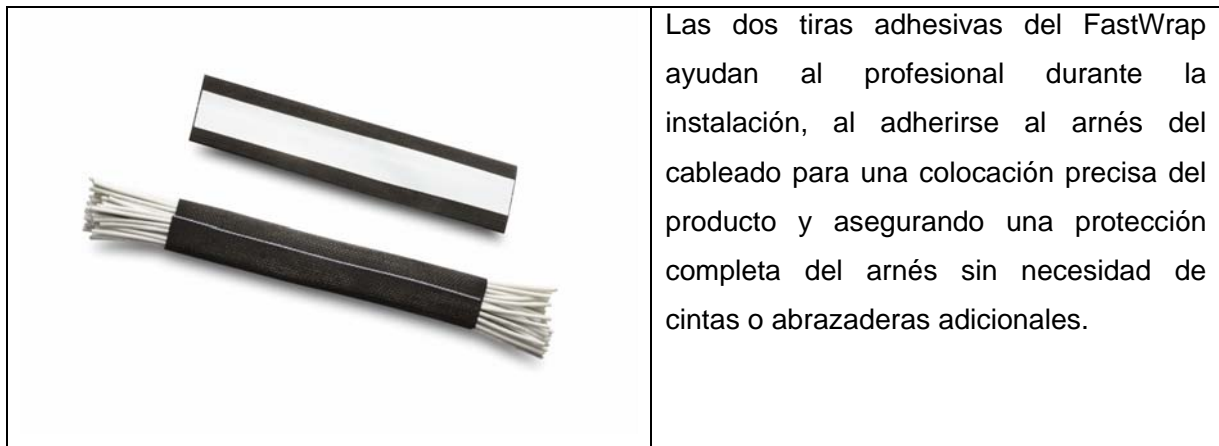 Las dos tiras adhesivas del FastWrap
ayudan al profesional durante la
instalación, al adherirse al arnés del
cableado para una colocación precisa del
producto y asegurando una protección
completa del arnés sin necesidad de
cintas o abrazaderas adicionales.